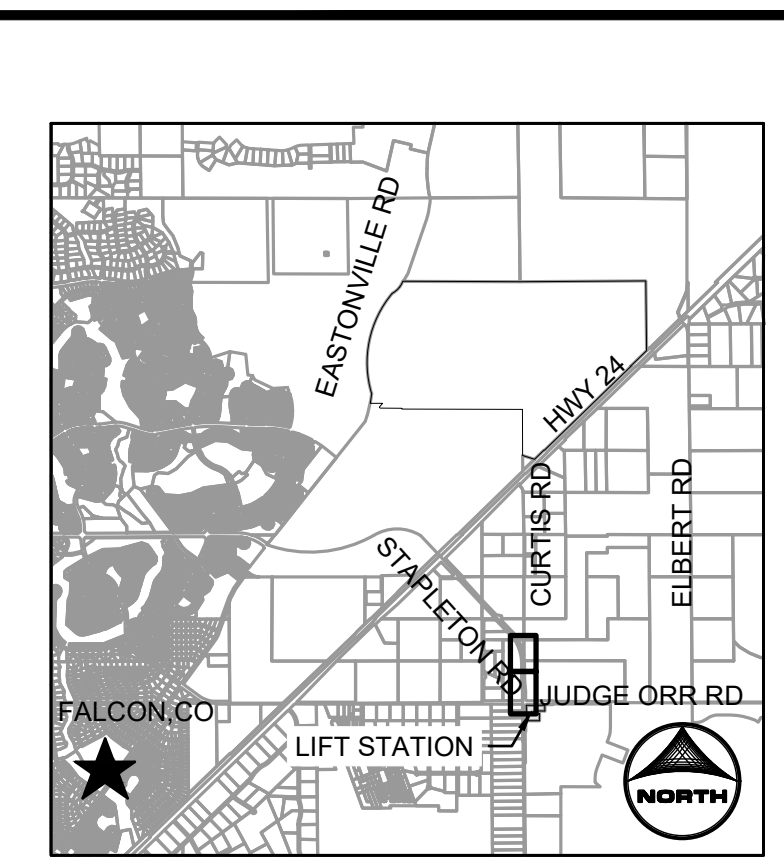 EASTONVILLE RD
HWY 24
CURTIS RD
ELBERT RD
STAPLETON RD
JUDGE ORR RD
FALCON,CO
LIFT STATION
NORTH